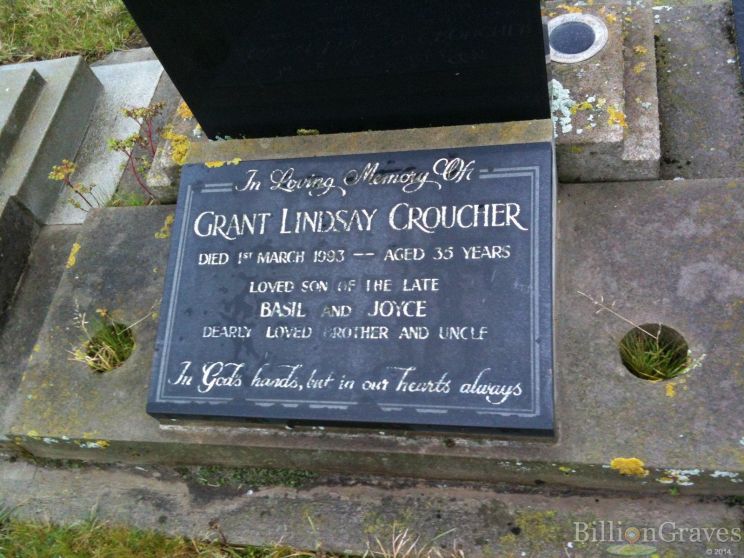 CROUCHER
In Loving Memory Of
GRANT LINDSAY CROUCHER
DIED 1ST MARCH 1993 -- AGED 35 YEARS
LOVED SON OF THE LATE
BASIL AND JOYCE
DEARLY LOVED BROTHER AND UNCLE
In God's hands, but in our hearts always
BillionGraves
© 2014